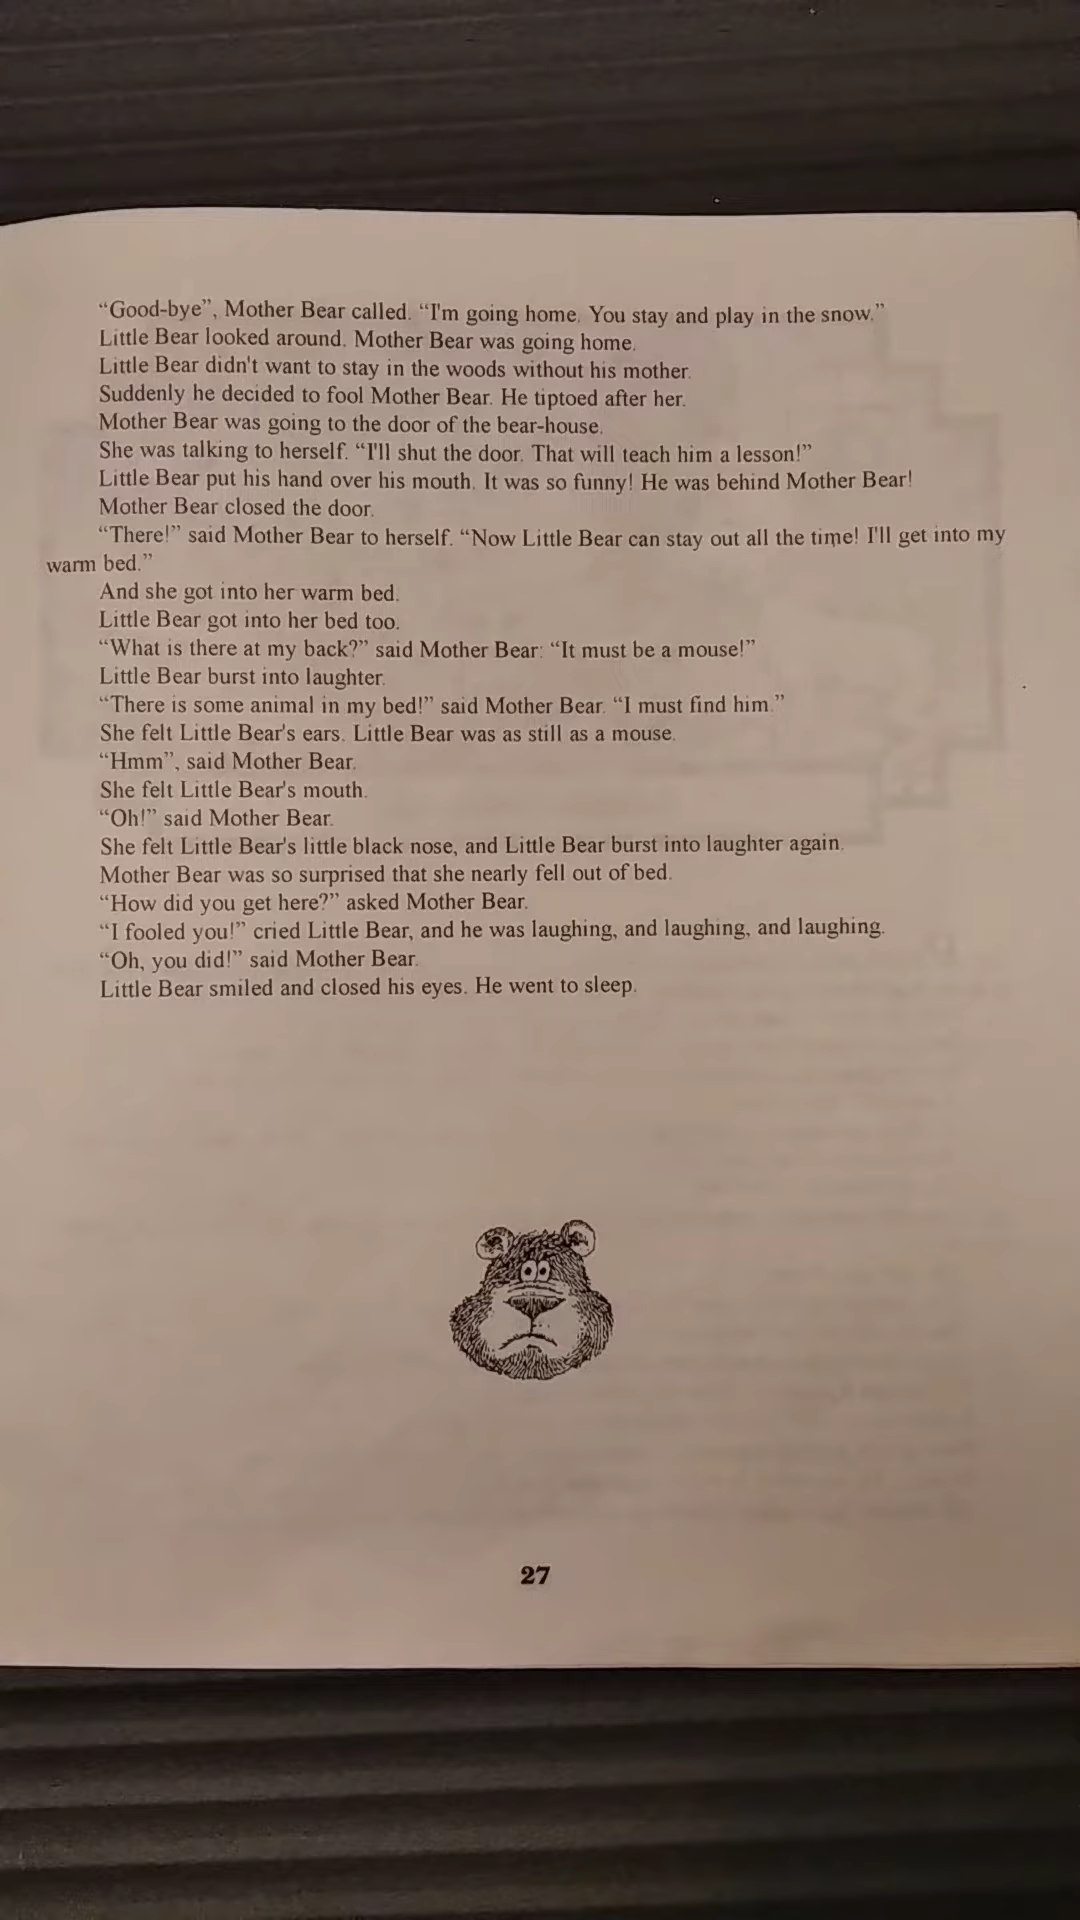 “Good-bye”, Mother Bear called. “I'm going home. You stay and play in the snow.”
Little Bear looked around. Mother Bear was going home.
Little Bear didn't want to stay in the woods without his mother.
Suddenly he decided to fool Mother Bear. He tiptoed after her.
Mother Bear was going to the door of the bear-house.
She was talking to herself. “I'll shut the door. That will teach him a lesson!”
Little Bear put his hand over his mouth. It was so funny! He was behind Mother Bear!
Mother Bear closed the door.
“There!” said Mother Bear to herself. “Now Little Bear can stay out all the time! I'll get into my
warm bed.”
And she got into her warm bed.
Little Bear got into her bed too.
“What is there at my back?” said Mother Bear: “It must be a mouse!”
Little Bear burst into laughter.
“There is some animal in my bed!” said Mother Bear. “I must find him.”
She felt Little Bear's ears. Little Bear was as still as a mouse.
“Hmm”, said Mother Bear.
She felt Little Bear's mouth.
“Oh!” said Mother Bear.
She felt Little Bear's little black nose, and Little Bear burst into laughter again.
Mother Bear was so surprised that she nearly fell out of bed.
“How did you get here?” asked Mother Bear.
“I fooled you!” cried Little Bear, and he was laughing, and laughing, and laughing.
“Oh, you did!” said Mother Bear.
Little Bear smiled and closed his eyes. He went to sleep.
27